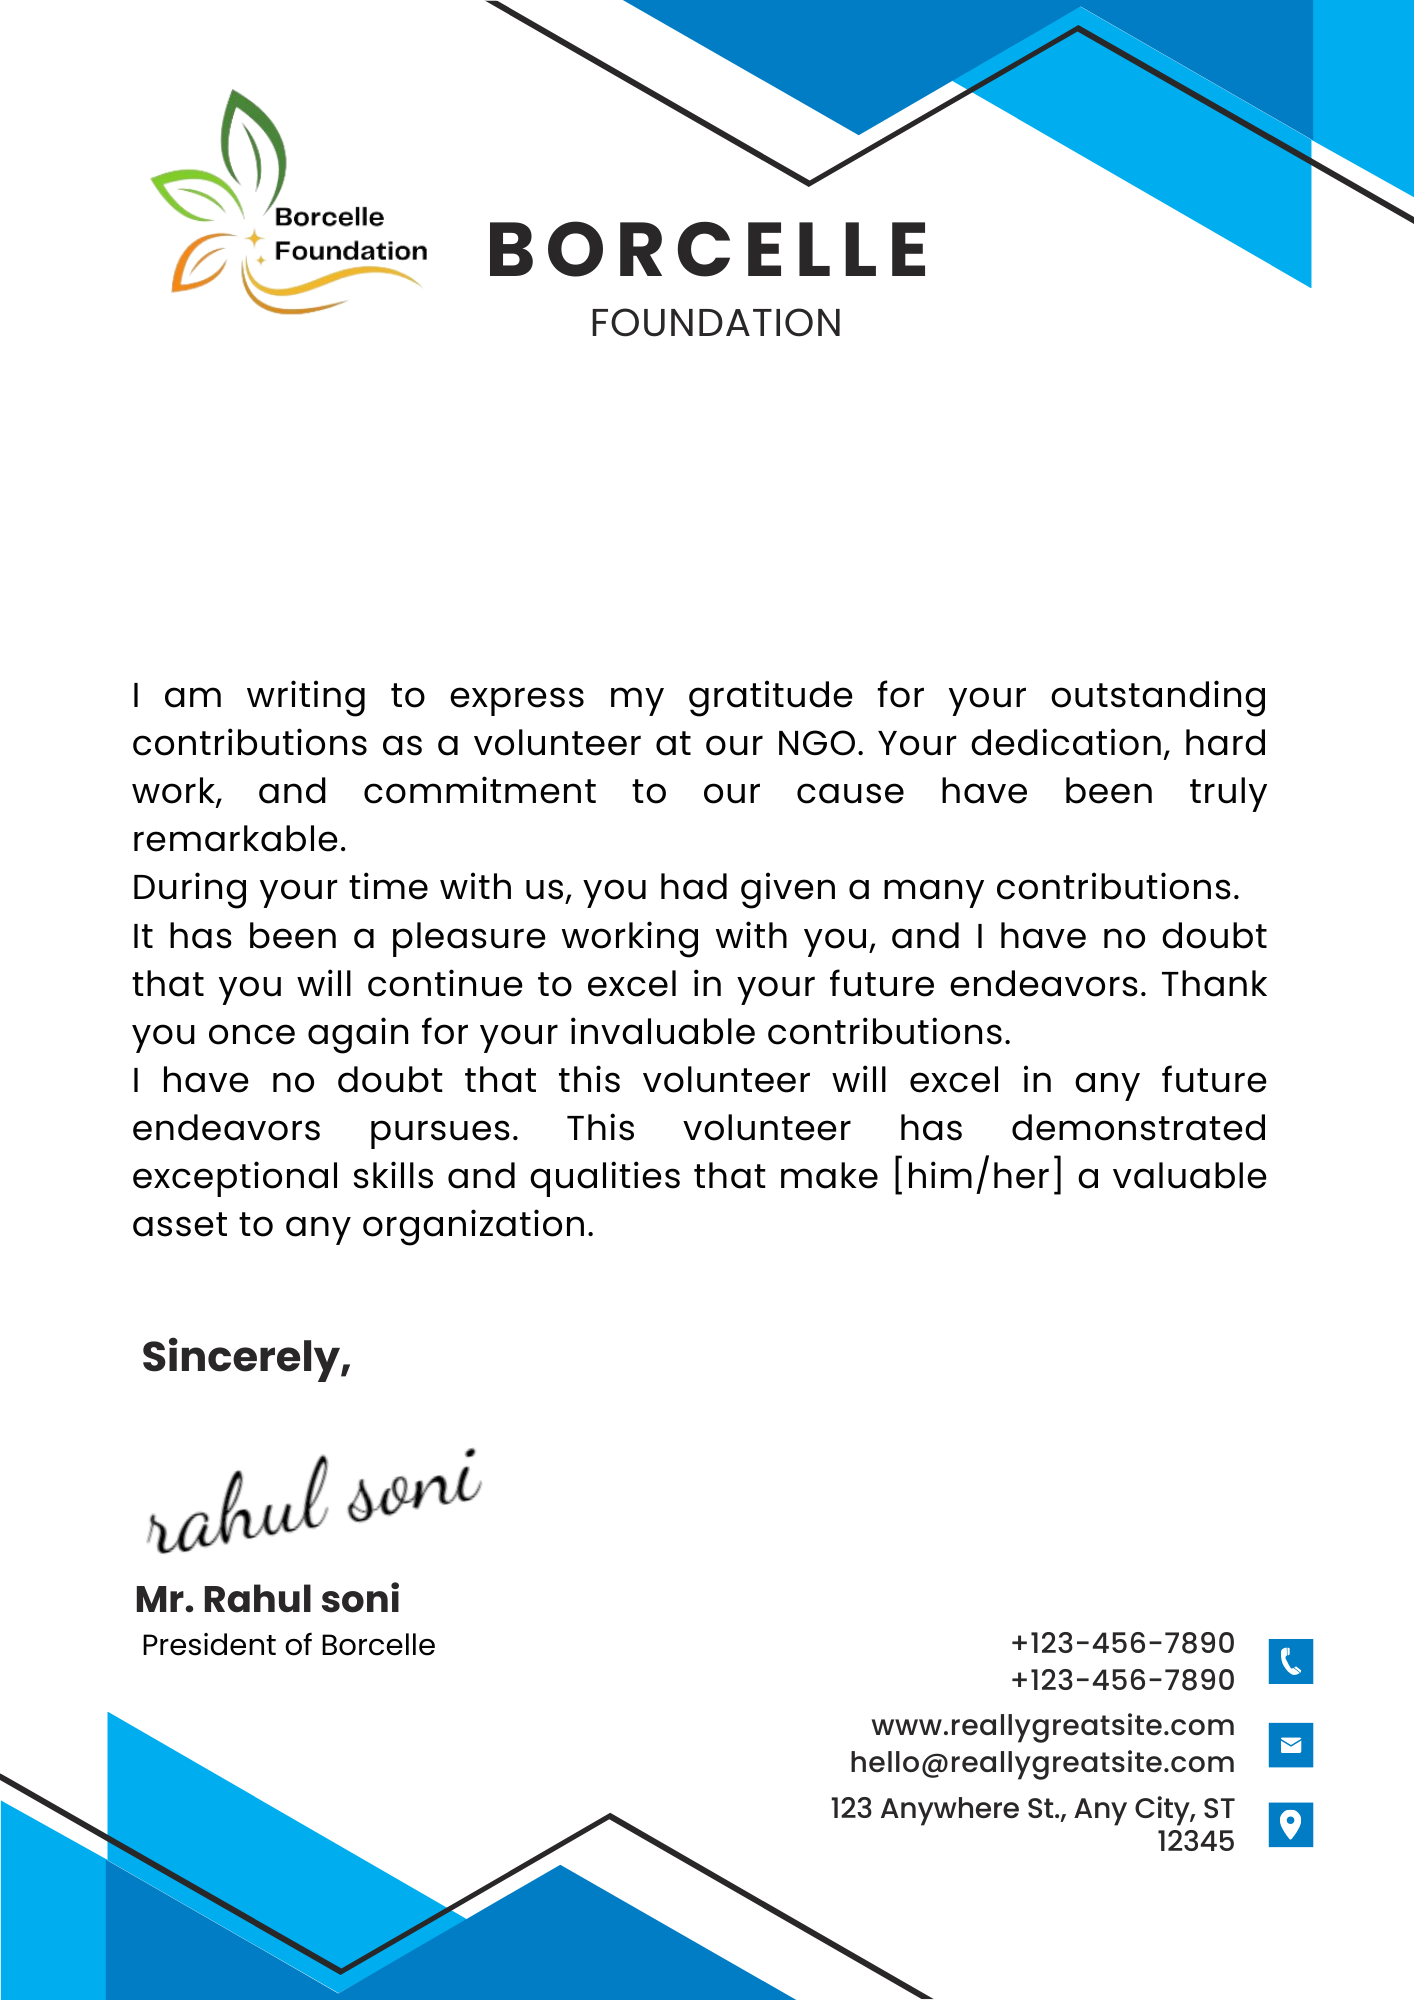 Borcelle
Foundation
BORCELLE
FOUNDATION
I am writing to express my gratitude for your outstanding
contributions as a volunteer at our NGO. Your dedication, hard
work, and commitment to our cause have been truly
remarkable.
During your time with us, you had given a many contributions.
It has been a pleasure working with you, and I have no doubt
that you will continue to excel in your future endeavors. Thank
you once again for your invaluable contributions.
I have no doubt that this volunteer will excel in any future
endeavors pursues. This volunteer has demonstrated
exceptional skills and qualities that make [him/her] a valuable
asset to any organization.
Sincerely,
rahul soni
Mr. Rahul soni
President of Borcelle
+123-456-7890
+123-456-7890
www.reallygreatsite.com
hello@reallygreatsite.com
123 Anywhere St., Any City, ST
12345